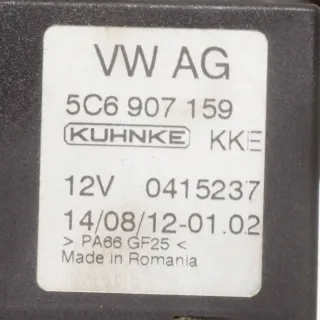 VW AG
5C6 907 159
KUHNKE KKE
12V 0415237
14/08/12-01.02
> PA66 GF25 <
Made in Romania